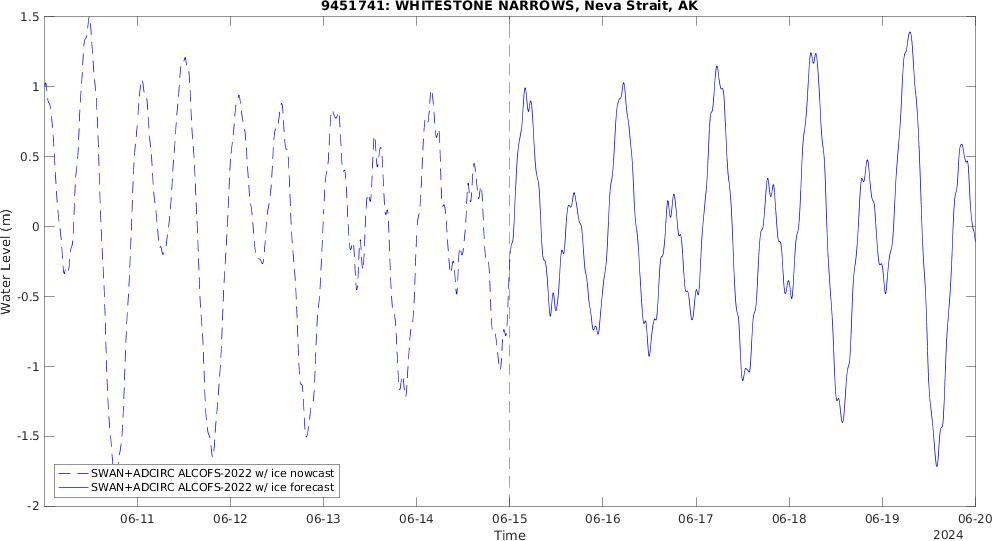 9451741: WHITESTONE NARROWS, Neva Strait, AK
1.5
1
0.5
0
-0.5
-1
-1.5
-2
Water Level (m)
SWAN+ADCIRC ALCOFS-2022 w/ ice nowcast
SWAN+ADCIRC ALCOFS-2022 w/ ice forecast
06-11 06-12 06-13 06-14 06-15 06-16 06-17 06-18 06-19 06-20
Time
2024